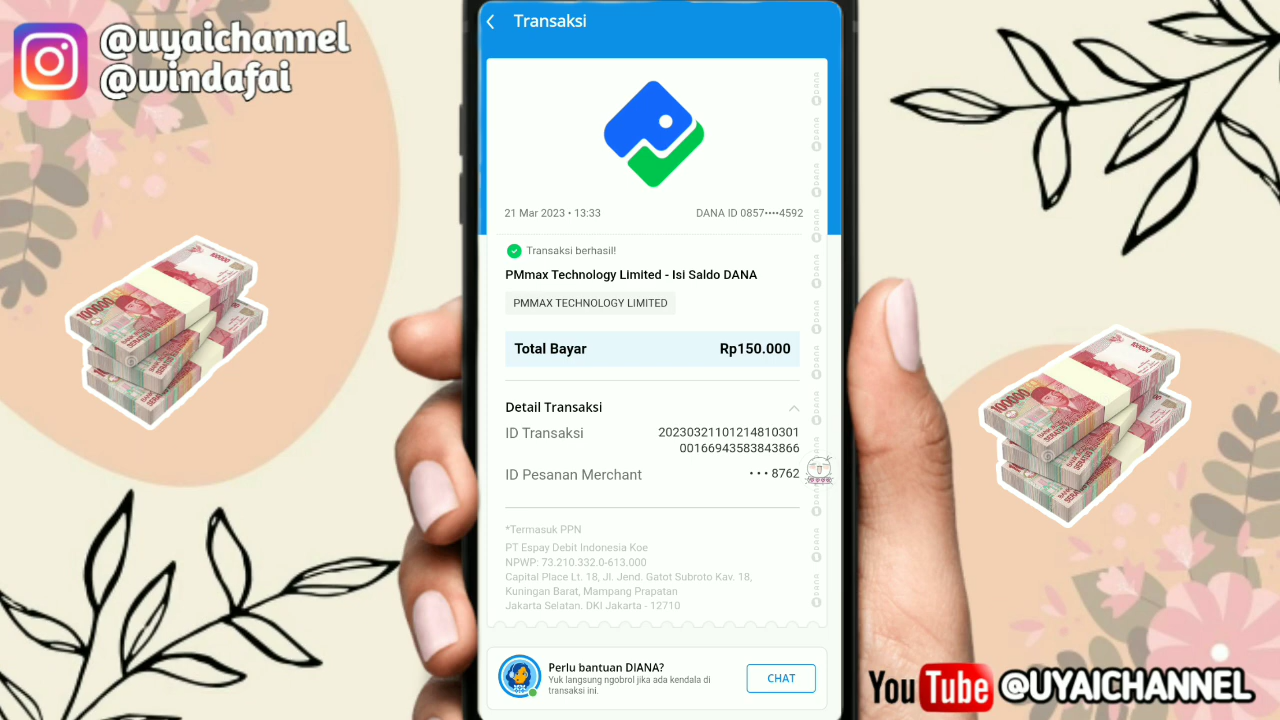 @uyaichannel
@windafai
Transaksi
21 Mar 2023 • 13:33
DANA ID 0857••••4592
Transaksi berhasil!
PMmax Technology Limited - Isi Saldo DANA
PMMAX TECHNOLOGY LIMITED
Total Bayar Rp150.000
Detail Transaksi
ID Transaksi 20230321101214810301
00166943583843866
ID Pesanan Merchant • • • 8762
*Termasuk PPN
PT Espay Debit Indonesia Koe
NPWP: 73.210.332.0-613.000
Capital Place Lt. 18, Jl. Jend. Gatot Subroto Kav. 18,
Kuningan Barat, Mampang Prapatan
Jakarta Selatan. DKI Jakarta - 12710
Perlu bantuan DIANA?
Yuk langsung ngobrol jika ada kendala di
transaksi ini.
CHAT
100000
100000
YouTube @UYAICHANNEL